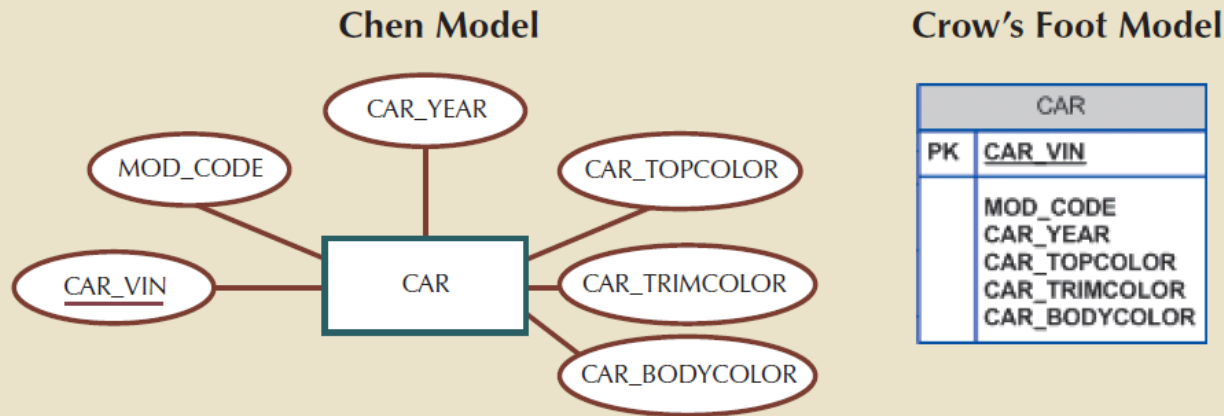 Chen Model
CAR_YEAR
MOD_CODE
CAR_TOPCOLOR
CAR_VIN
CAR
CAR_TRIMCOLOR
CAR_BODYCOLOR
Crow's Foot Model
CAR
PK CAR_VIN
MOD_CODE
CAR_YEAR
CAR_TOPCOLOR
CAR_TRIMCOLOR
CAR_BODYCOLOR